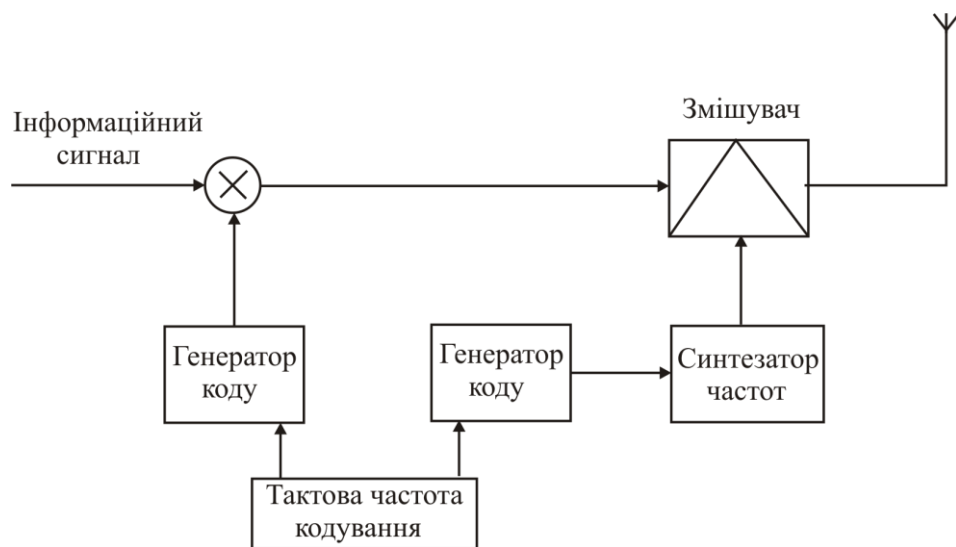 Інформаційний
сигнал
Змішувач
Генератор
коду
Генератор
коду
Синтезатор
частот
Тактова частота
кодування